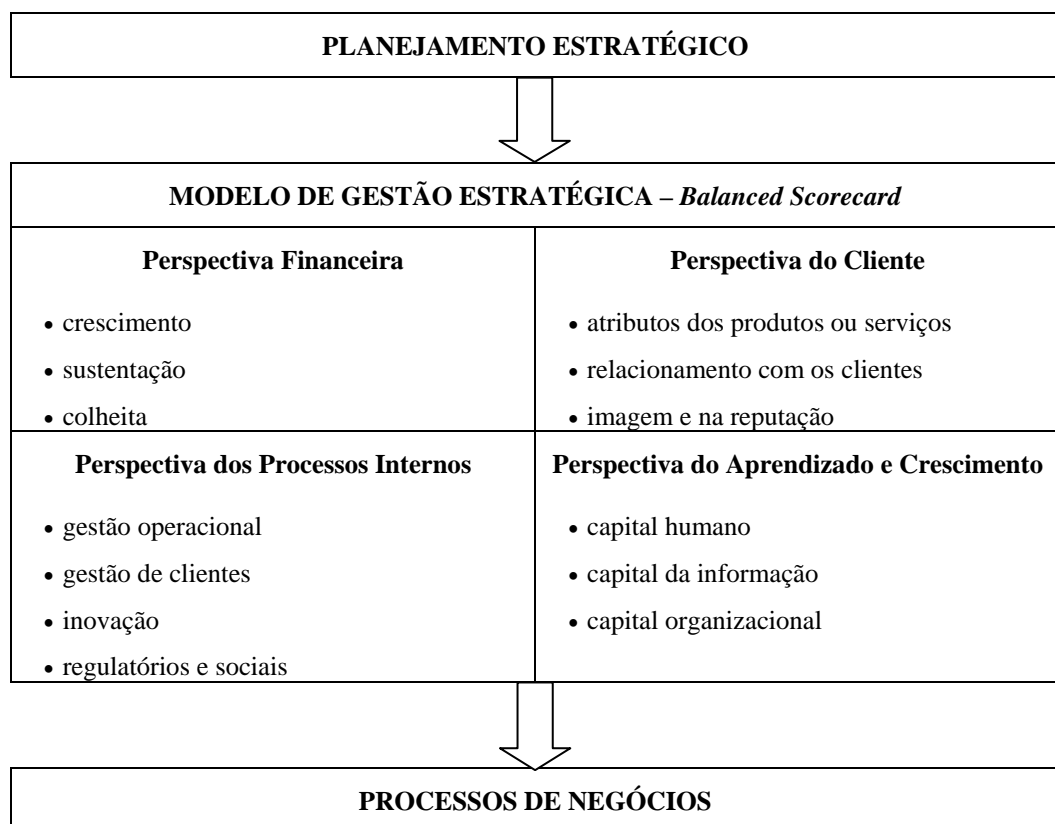 PLANEJAMENTO ESTRATÉGICO
MODELO DE GESTÃO ESTRATÉGICA – Balanced Scorecard
Perspectiva Financeira
• crescimento
• sustentação
• colheita
Perspectiva do Cliente
• atributos dos produtos ou serviços
• relacionamento com os clientes
• imagem e na reputação
Perspectiva dos Processos Internos
• gestão operacional
• gestão de clientes
• inovação
• regulatórios e sociais
Perspectiva do Aprendizado e Crescimento
• capital humano
• capital da informação
• capital organizacional
PROCESSOS DE NEGÓCIOS